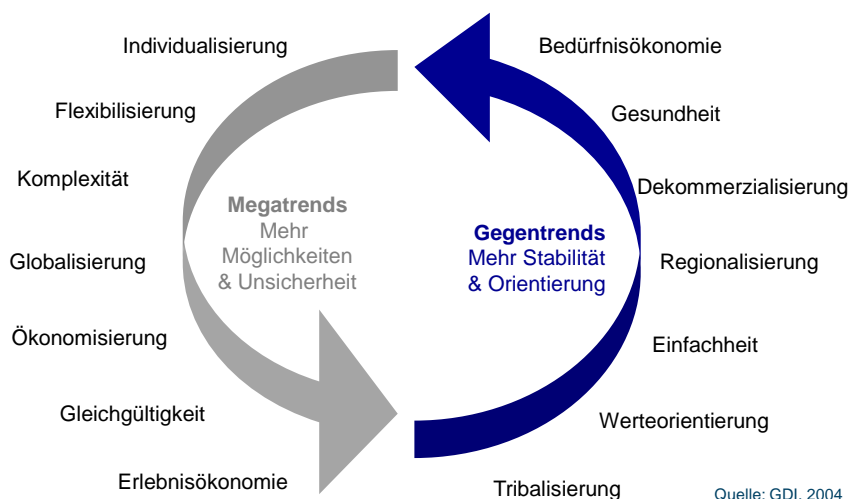 Individualisierung
Flexibilisierung
Komplexität
Globalisierung
Ökonomisierung
Gleichgültigkeit
Erlebnisökonomie
Megatrends
Mehr
Möglichkeiten
& Unsicherheit
Gegentrends
Mehr Stabilität
& Orientierung
Bedürfnisökonomie
Gesundheit
Dekommerzialisierung
Regionalisierung
Einfachheit
Werteorientierung
Tribalisierung
Quelle: GDI, 2004